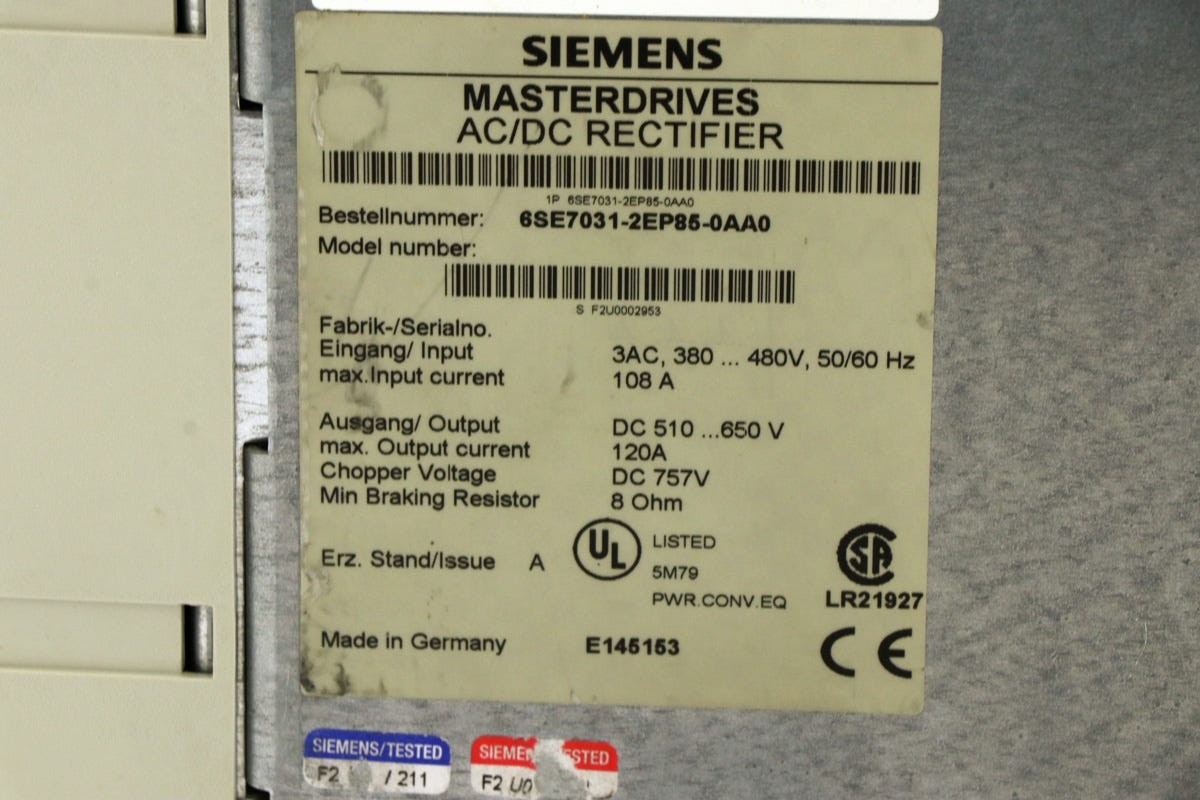 SIEMENS
MASTERDRIVES
AC/DC RECTIFIER
1P 6SE7031-2EP85-0AA0
Bestellnummer: 6SE7031-2EP85-0AA0
Model number:
S F2U0002953
Fabrik-/Serialno.
Eingang/ Input 3AC, 380 ... 480V, 50/60 Hz
max.Input current 108 A
Ausgang/ Output DC 510 ...650 V
max. Output current 120A
Chopper Voltage DC 757V
Min Braking Resistor 8 Ohm
Erz. Stand/Issue A
UL LISTED
5M79
PWR.CONV.EQ
SA
LR21927
Made in Germany E145153
CE
SIEMENS/TESTED
F2 / 211
F2 U0